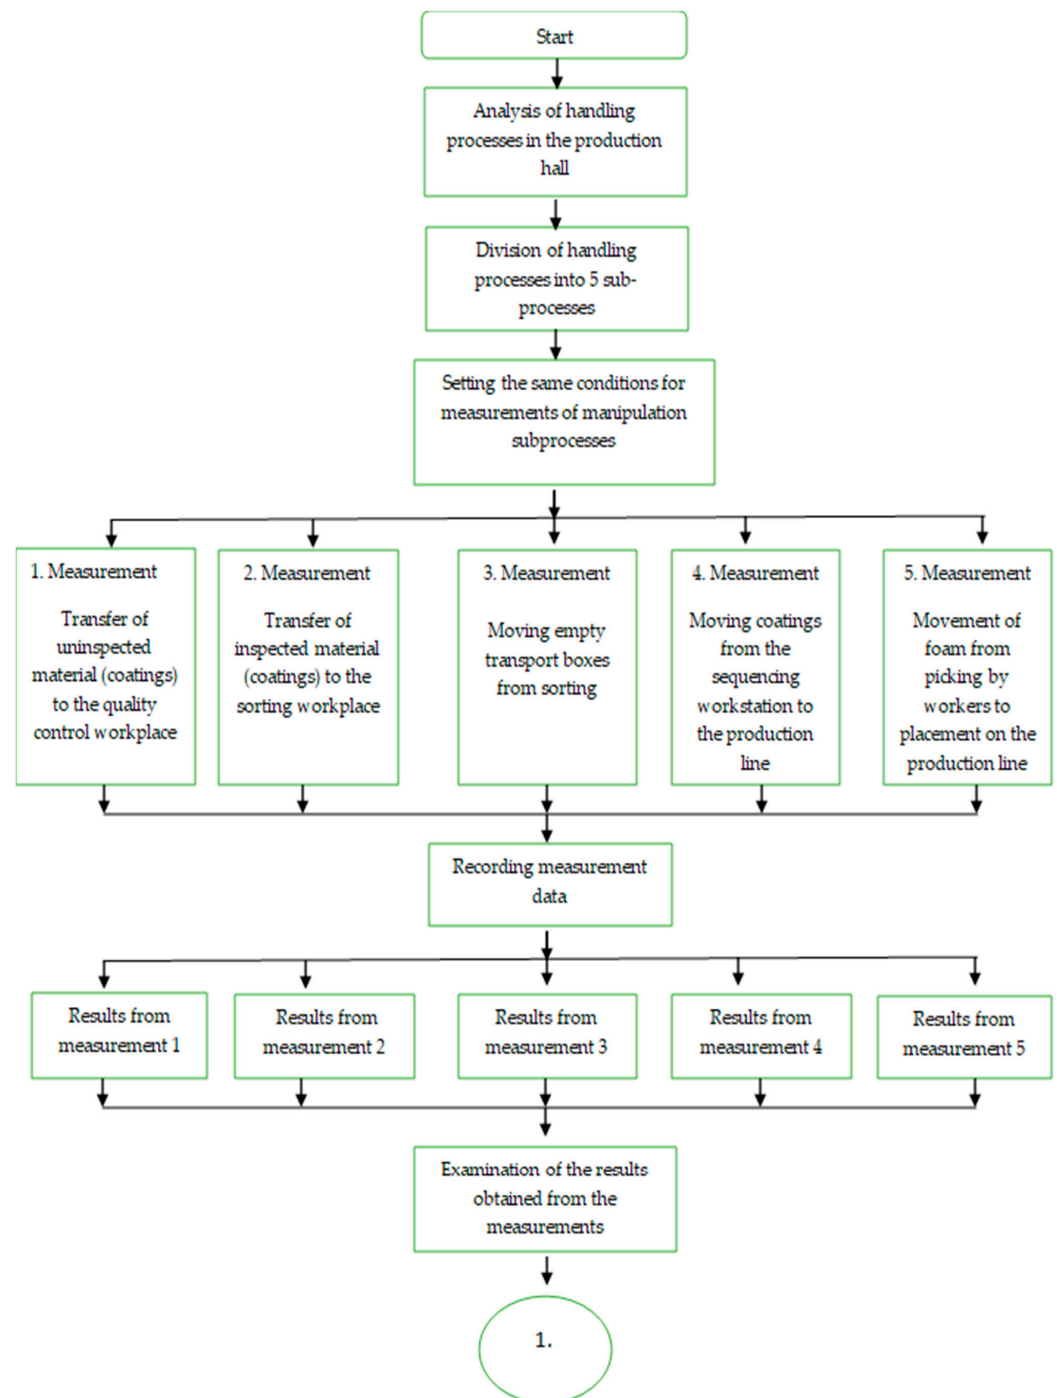 Start
Analysis of handling
processes in the production
hall
Division of handling
processes into 5 sub-
processes
Setting the same conditions for
measurements of manipulation
subprocesses
1. Measurement
Transfer of
uninspected
material (coatings)
to the quality
control workplace
2. Measurement
Transfer of
inspected material
(coatings) to the
sorting workplace
3. Measurement
Moving empty
transport boxes
from sorting
4. Measurement
Moving coatings
from the
sequencing
workstation to
the production
line
5. Measurement
Movement of
foam from
picking by
workers to
placement on the
production line
Recording measurement
data
Results from
measurement 1
Results from
measurement 2
Results from
measurement 3
Results from
measurement 4
Results from
measurement 5
Examination of the results
obtained from the
measurements
1.